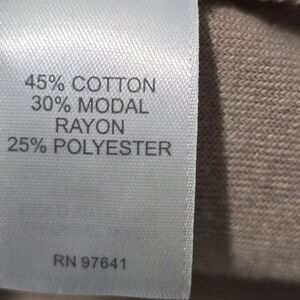 45% COTTON
30% MODAL
RAYON
25% POLYESTER
RN 97641